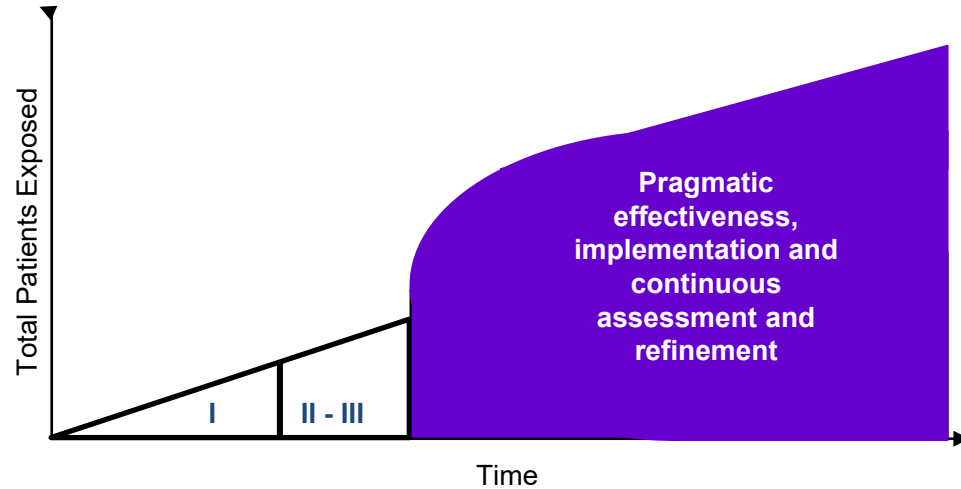 Total Patients Exposed
Pragmatic
effectiveness,
implementation and
continuous
assessment and
refinement
I
II - III
Time